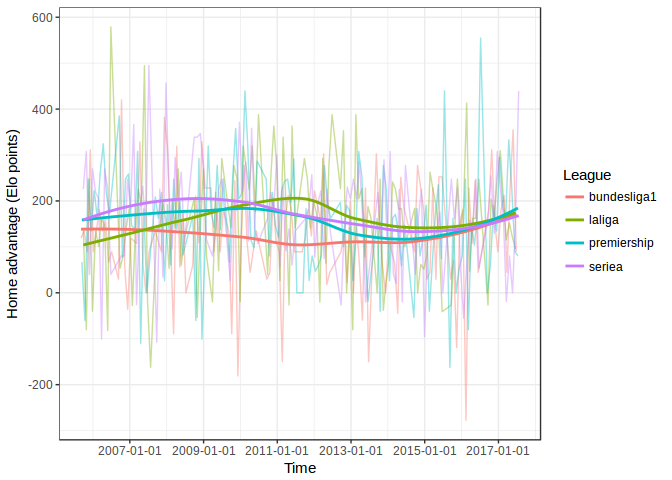 600
400
200
0
-200
Home advantage (Elo points)
2007-01-01 2009-01-01 2011-01-01 2013-01-01 2015-01-01 2017-01-01
Time
League
bundesliga1
laliga
premiership
seriea